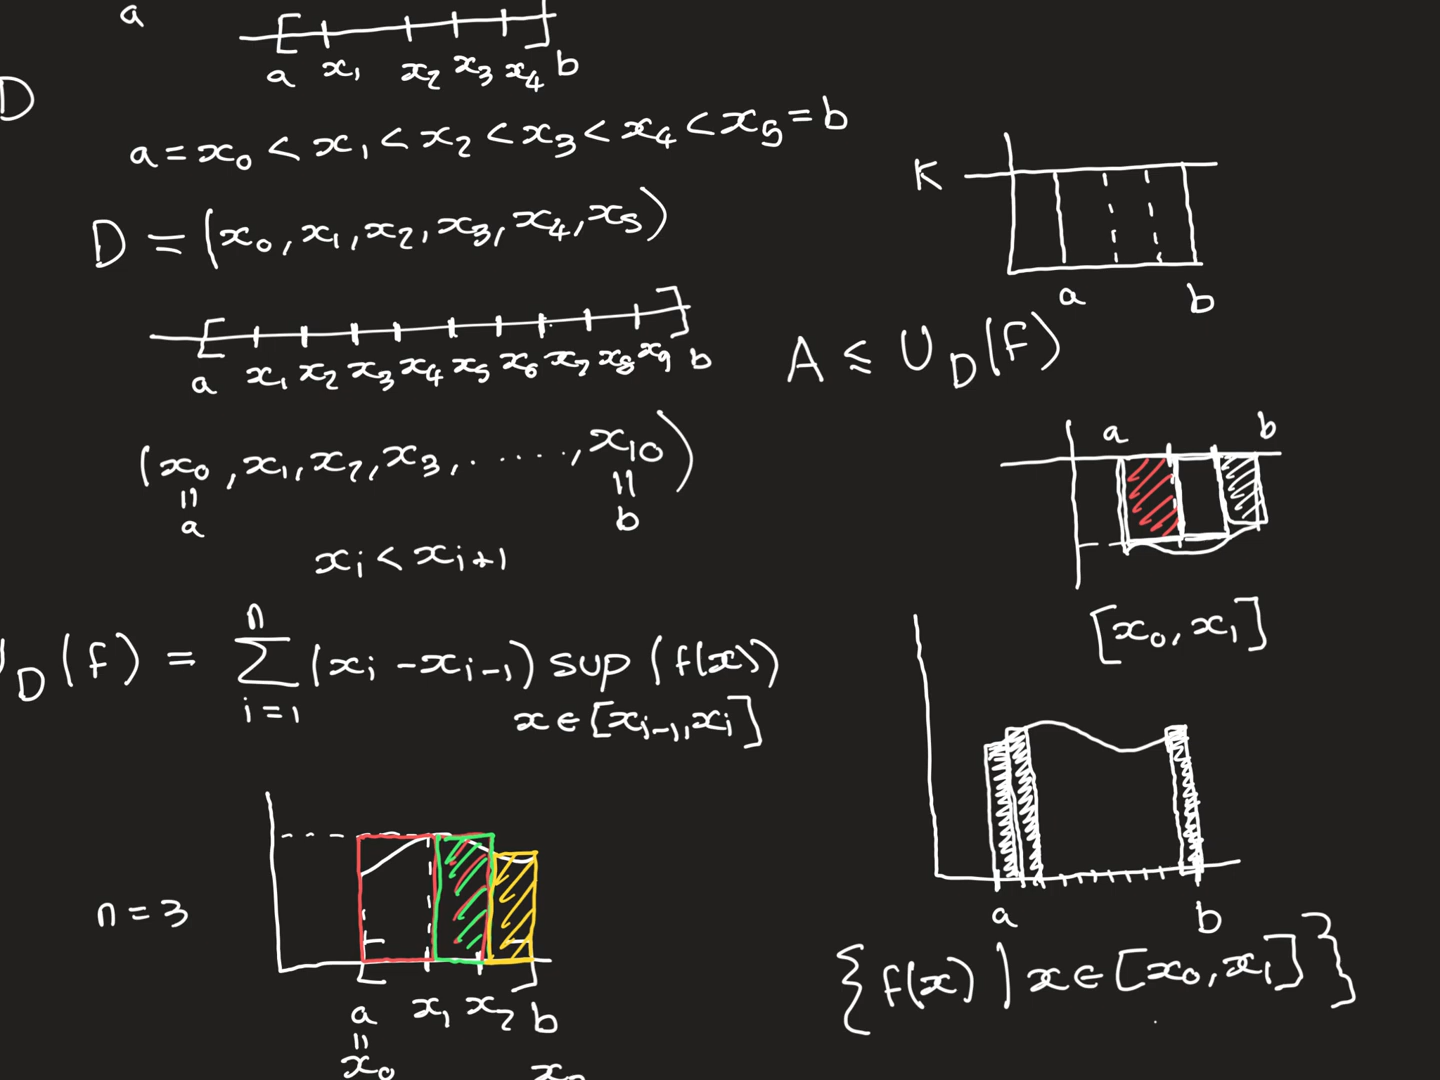 a
a x₁ x₂ x₃ x₄ b
D
a = x₀ < x₁ < x₂ < x₃ < x₄ < x₅ = b
D = (x₀, x₁, x₂, x₃, x₄, x₅)
a x₁ x₂ x₃ x₄ x₅ x₆ x₇ x₈ x₉ b
(x₀, x₁, x₂, x₃, ......, x₁₀)
= =
a b
xᵢ < xᵢ₊₁
U_D(f) = Σ_{i=1}^{n} (xᵢ - xᵢ₋₁) sup (f(x))
x ∈ [xᵢ₋₁, xᵢ]
n = 3
a x₁ x₂ b
=
x₀
K
a b
A ≤ U_D(f)
a b
[x₀, x₁]
a b
{f(x) | x ∈ [x₀, x₁]}